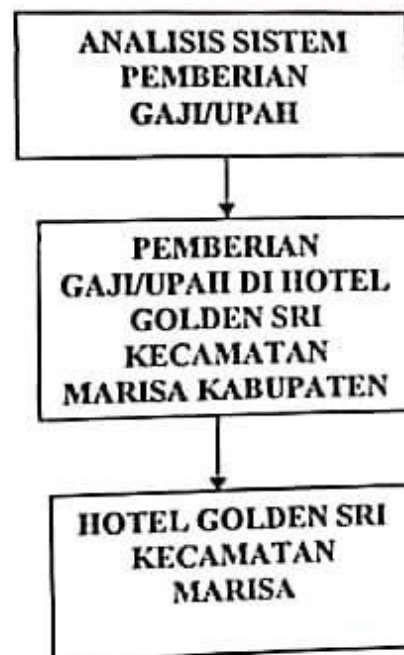 ANALISIS SISTEM
PEMBERIAN
GAJI/UPAH
PEMBERIAN
GAJI/UPAH DI HOTEL
GOLDEN SRI
KECAMATAN
MARISA KABUPATEN
HOTEL GOLDEN SRI
KECAMATAN
MARISA